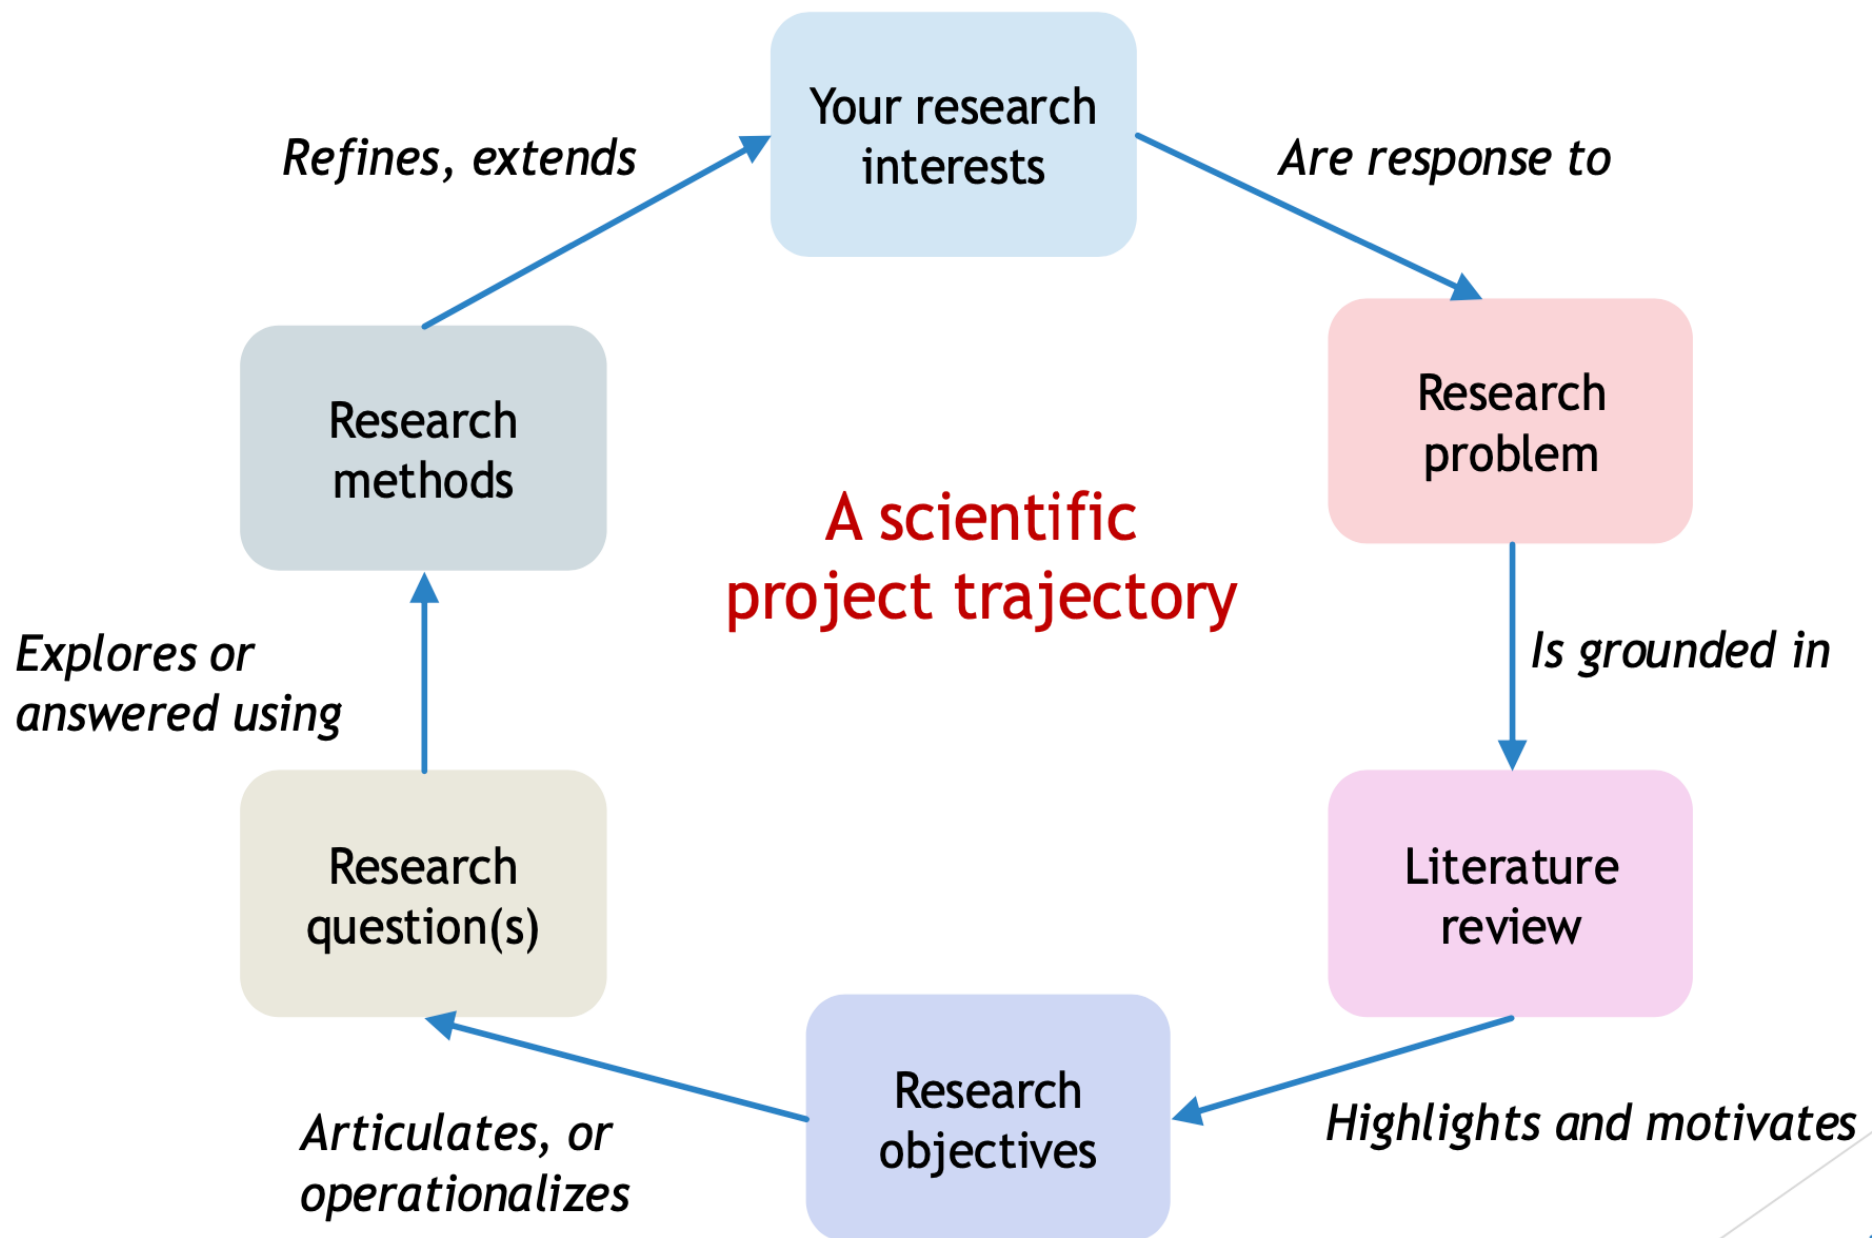 Your research
interests
Refines, extends
Are response to
Research
methods
Research
problem
A scientific
project trajectory
Explores or
answered using
Is grounded in
Research
question(s)
Literature
review
Research
objectives
Articulates, or
operationalizes
Highlights and motivates